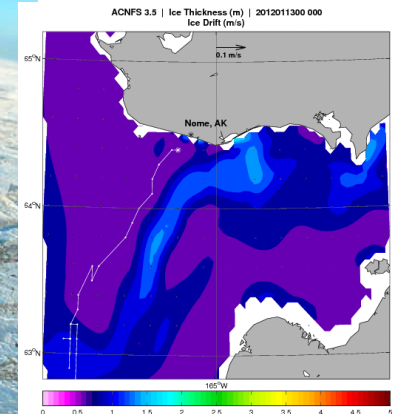 ACNFS 3.5 | Ice Thickness (m) | 2012011300 000
Ice Drift (m/s)
65°N
0.1 m/s
Nome, AK
64°N
63°N
165°W
0 0.5 1 1.5 2 2.5 3 3.5 4 4.5 5